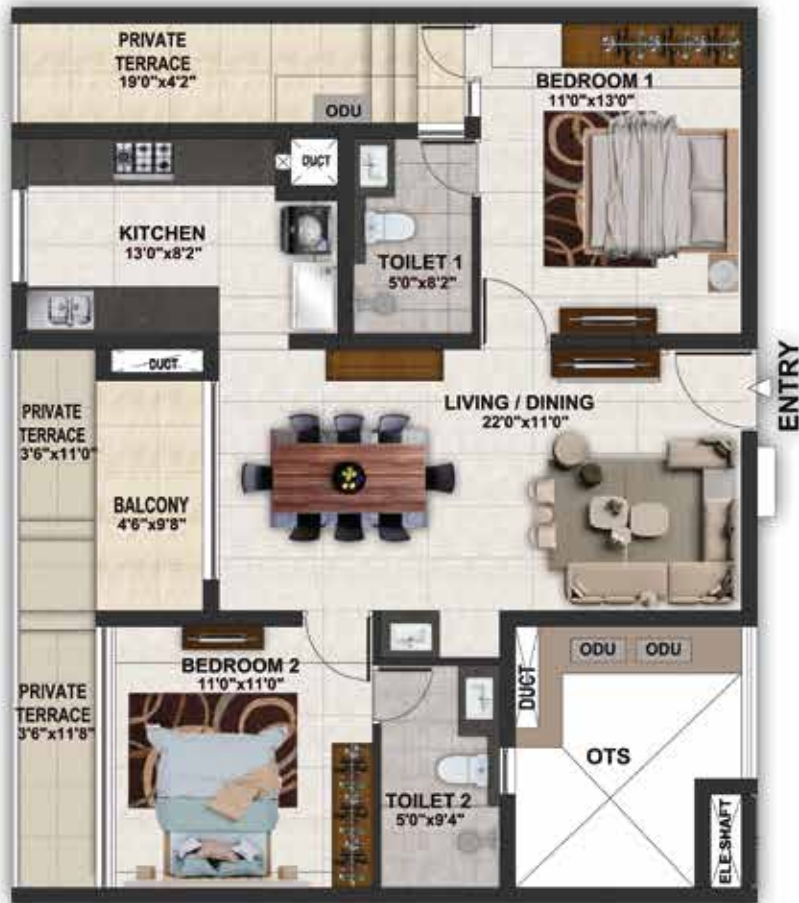 PRIVATE
TERRACE
19'0"x4'2"
ODU
BEDROOM 1
11'0"x13'0"
DUCT
KITCHEN
13'0"x8'2"
TOILET 1
5'0"x8'2"
DUCT
ENTRY
LIVING / DINING
22'0"x11'0"
PRIVATE
TERRACE
3'6"x11'0"
BALCONY
4'6"x9'8"
BEDROOM 2
11'0"x11'0"
DUCT
ODU
ODU
PRIVATE
TERRACE
3'6"x11'8"
OTS
TOILET 2
5'0"x9'4"
ELE.SHAFT